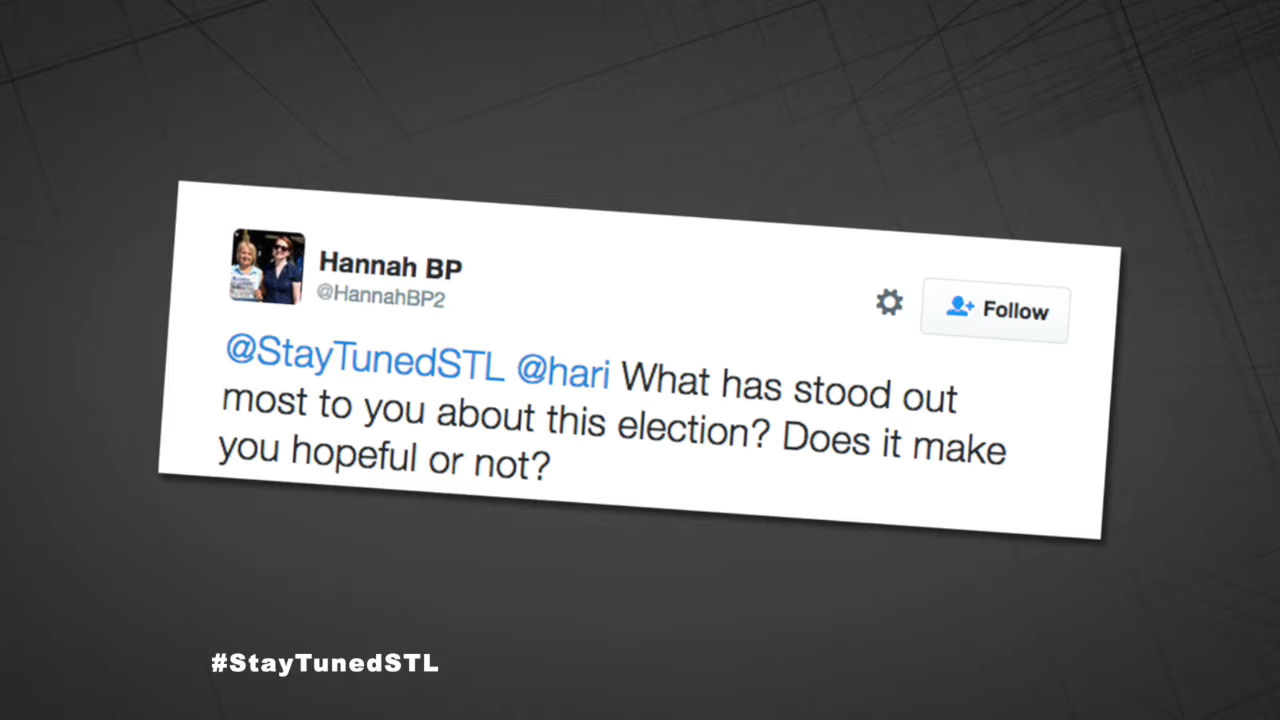 Hannah BP
@HannahBP2
Follow
@StayTunedSTL @hari What has stood out
most to you about this election? Does it make
you hopeful or not?
#StayTunedSTL